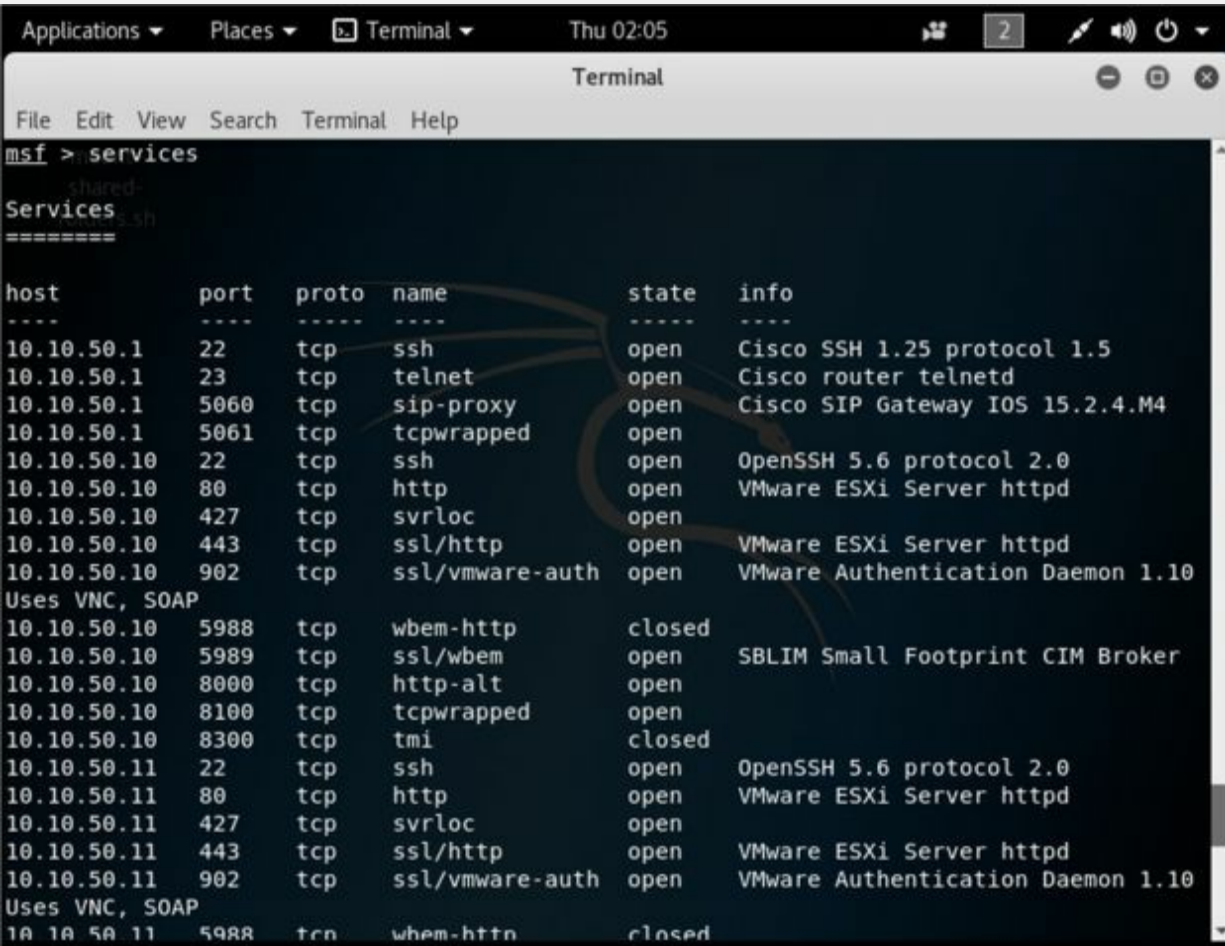 Applications Places Terminal Thu 02:05 2
Terminal
File Edit View Search Terminal Help
msf > services
shared-
Services
folders.sh
========
host port proto name state info
---- ---- ----- ---- ----- ----
10.10.50.1 22 tcp ssh open Cisco SSH 1.25 protocol 1.5
10.10.50.1 23 tcp telnet open Cisco router telnetd
10.10.50.1 5060 tcp sip-proxy open Cisco SIP Gateway IOS 15.2.4.M4
10.10.50.1 5061 tcp tcpwrapped open
10.10.50.10 22 tcp ssh open OpenSSH 5.6 protocol 2.0
10.10.50.10 80 tcp http open VMware ESXi Server httpd
10.10.50.10 427 tcp svrloc open
10.10.50.10 443 tcp ssl/http open VMware ESXi Server httpd
10.10.50.10 902 tcp ssl/vmware-auth open VMware Authentication Daemon 1.10
Uses VNC, SOAP
10.10.50.10 5988 tcp wbem-http closed
10.10.50.10 5989 tcp ssl/wbem open SBLIM Small Footprint CIM Broker
10.10.50.10 8000 tcp http-alt open
10.10.50.10 8100 tcp tcpwrapped open
10.10.50.10 8300 tcp tmi closed
10.10.50.11 22 tcp ssh open OpenSSH 5.6 protocol 2.0
10.10.50.11 80 tcp http open VMware ESXi Server httpd
10.10.50.11 427 tcp svrloc open
10.10.50.11 443 tcp ssl/http open VMware ESXi Server httpd
10.10.50.11 902 tcp ssl/vmware-auth open VMware Authentication Daemon 1.10
Uses VNC, SOAP
10.10.50.11 5988 tcp wbem-http closed